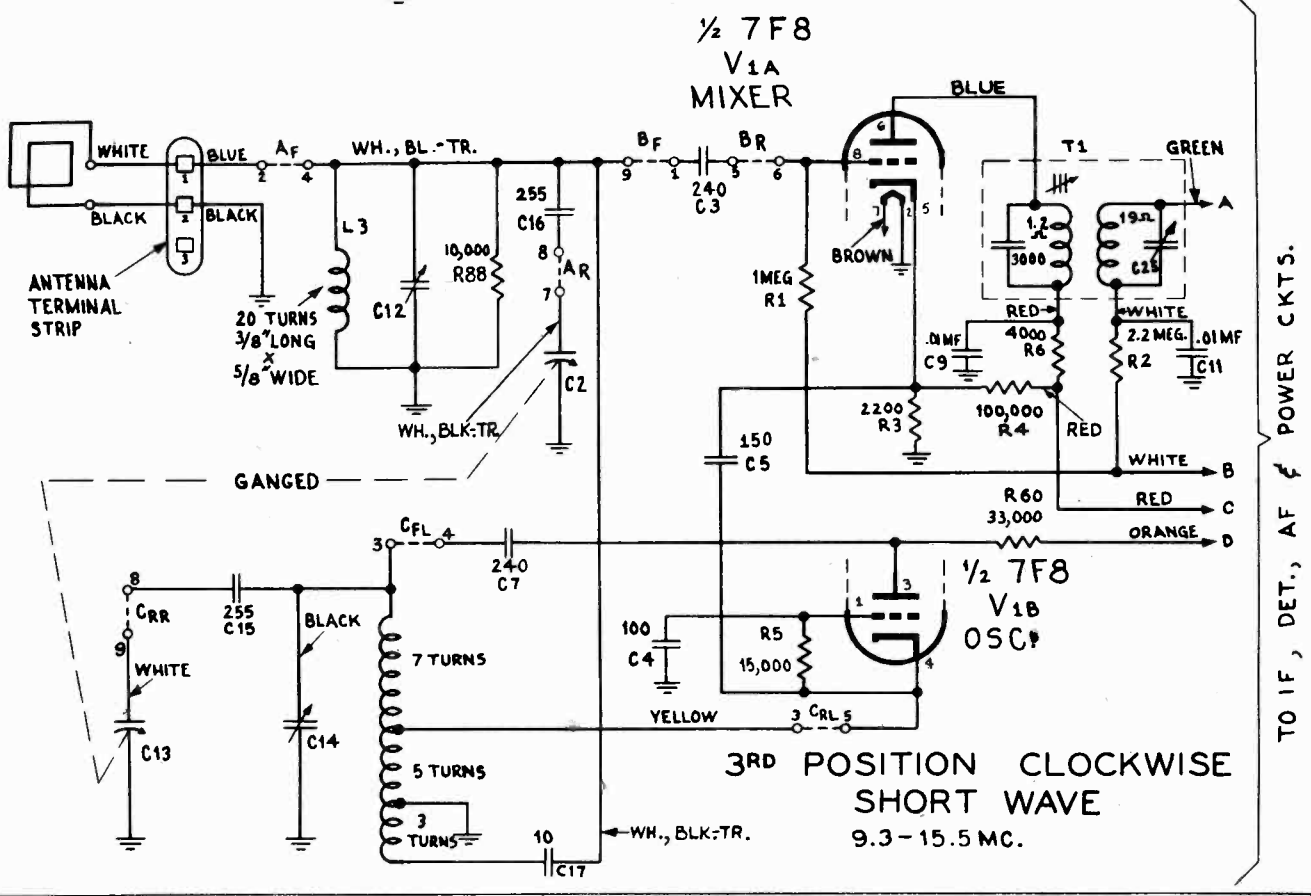 ½ 7F8
V1A
MIXER
BLUE
6
8
7
2
5
BROWN
T1
GREEN
A
1.2
Ω
3000
19Ω
C25
RED
WHITE
WHITE
BLACK
1
2
3
BLUE
BLACK
AF
2
4
WH., BL.-TR.
BF
9
1
240
C3
BR
5
6
ANTENNA
TERMINAL
STRIP
L3
20 TURNS
3/8" LONG
X
5/8" WIDE
C12
10,000
R88
255
C16
8
AR
7
C2
WH., BLK-TR.
1MEG
R1
.01MF
C9
4000
R6
2.2 MEG.
R2
.01MF
C11
2200
R3
100,000
R4
RED
150
C5
WHITE
B
RED
C
R60
33,000
ORANGE
D
GANGED
3
CFL
4
240
C7
8
CRR
9
255
C15
BLACK
WHITE
C13
C14
7 TURNS
5 TURNS
3
TURNS
YELLOW
3
CRL
5
100
C4
R5
15,000
1
3
4
½ 7F8
V1B
OSC.
10
C17
WH., BLK-TR.
3RD POSITION CLOCKWISE
SHORT WAVE
9.3-15.5 MC.
TO IF, DET., AF & POWER CKTS.